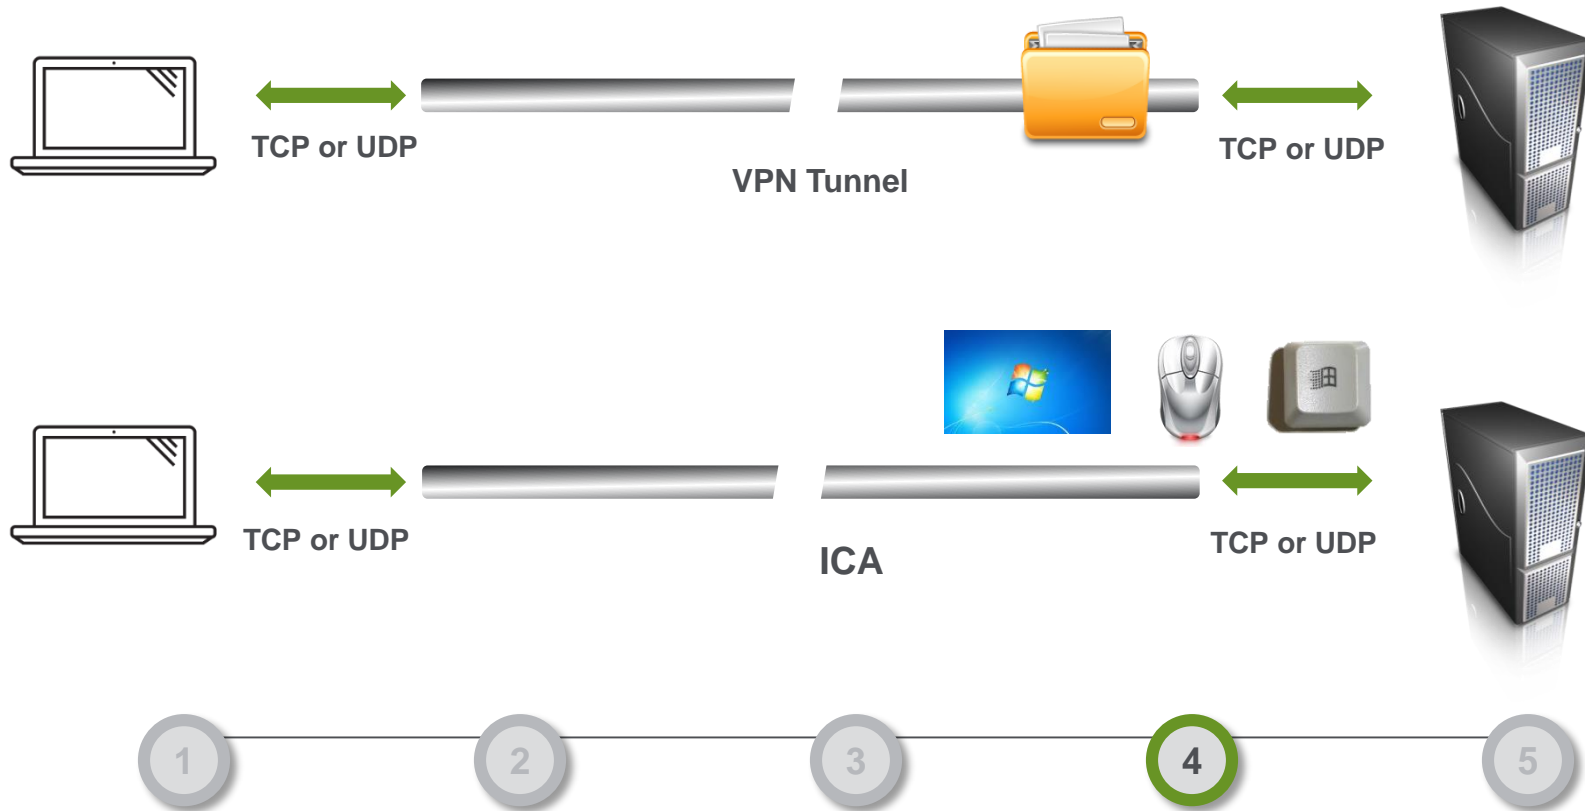 TCP or UDP
TCP or UDP
VPN Tunnel
TCP or UDP
TCP or UDP
ICA
1
2
3
4
5